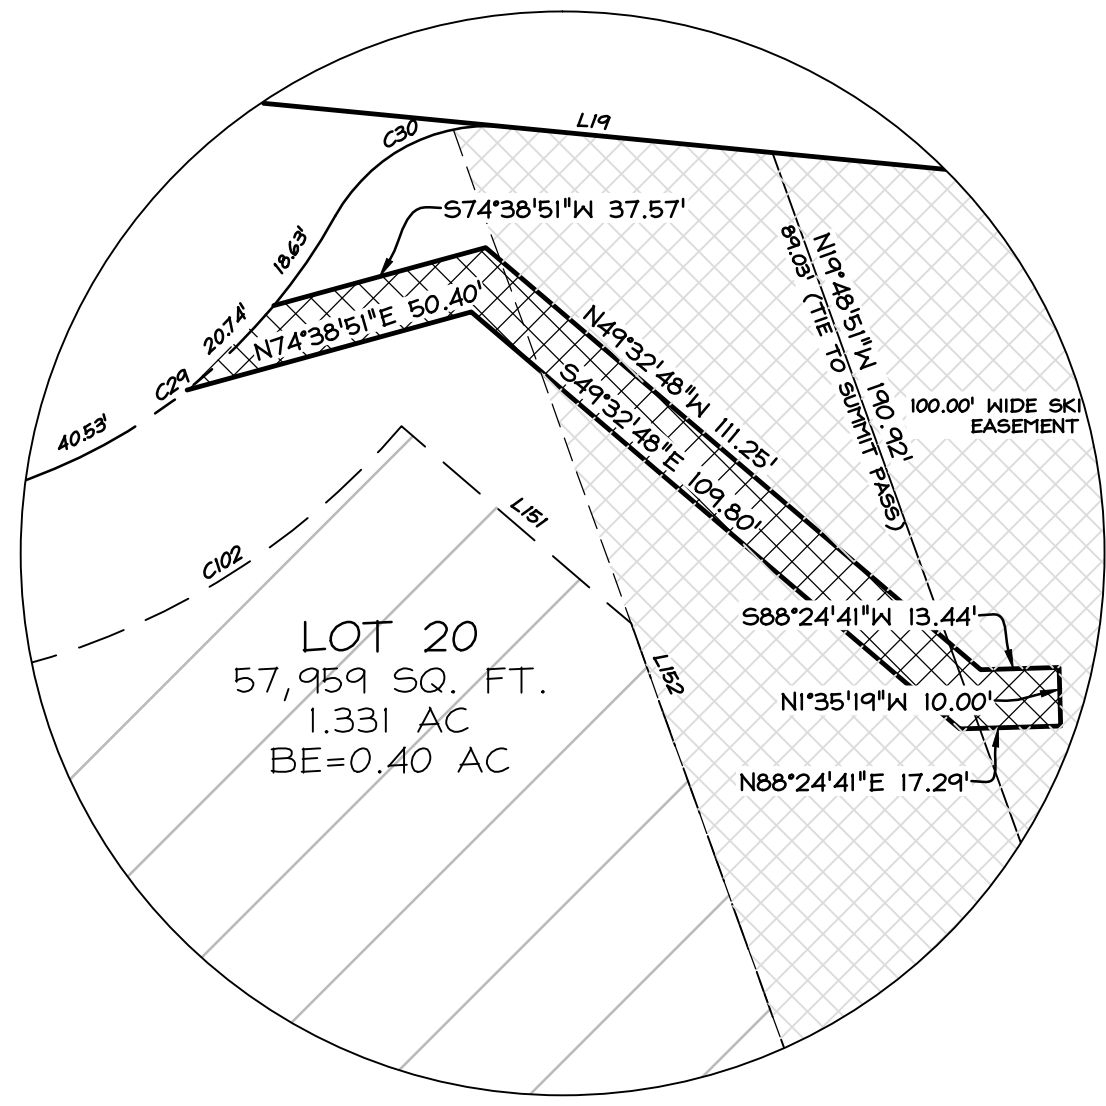 L19
C30
S74°38'51"W 37.57'
18.63'
N19°48'51"W 190.92'
89.03' (TIE TO SUMMIT PASS)
20.74'
N74°38'51"E 50.40'
N49°32'48"W 111.25'
C29
S49°32'48"E 109.80'
100.00' WIDE SKI
EASEMENT
40.53'
L151
C102
S88°24'41"W 13.44'
LOT 20
57,959 SQ. FT.
1.331 AC
BE=0.40 AC
L152
N1°35'19"W 10.00'
N88°24'41"E 17.29'